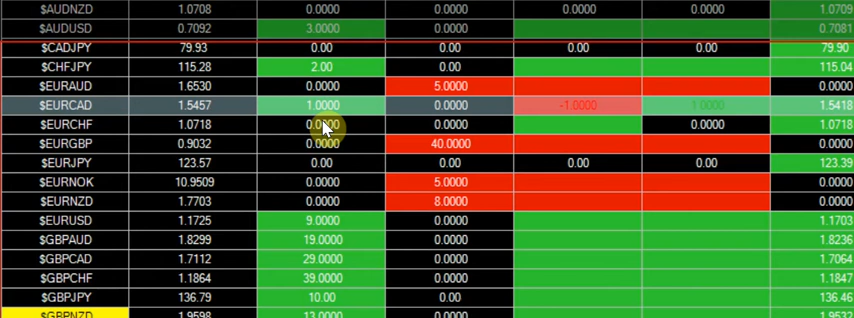 $AUDNZD 1.0708 0.0000 0.0000 0.0000 0.0000 1.0709
$AUDUSD 0.7092 3.0000 0.7081
$CADJPY 79.93 0.00 0.00 0.00 0.00 79.90
$CHFJPY 115.28 2.00 115.04
$EURAUD 1.6530 0.0000 5.0000 0.0000
$EURCAD 1.5457 1.0000 0.0000 -1.0000 1.0000 1.5418
$EURCHF 1.0718 0.0000 0.0000 0.0000 1.0718
$EURGBP 0.9032 0.0000 40.0000 0.0000
$EURJPY 123.57 0.00 0.00 0.00 0.00 123.39
$EURNOK 10.9509 0.0000 5.0000 0.0000
$EURNZD 1.7703 0.0000 8.0000 0.0000
$EURUSD 1.1725 9.0000 0.0000 1.1703
$GBPAUD 1.8299 19.0000 0.0000 1.8236
$GBPCAD 1.7112 29.0000 0.0000 1.7064
$GBPCHF 1.1864 39.0000 0.0000 1.1847
$GBPJPY 136.79 10.00 0.00 136.46
$GBPNZD 1.9598 13.0000 0.0000 1.9532